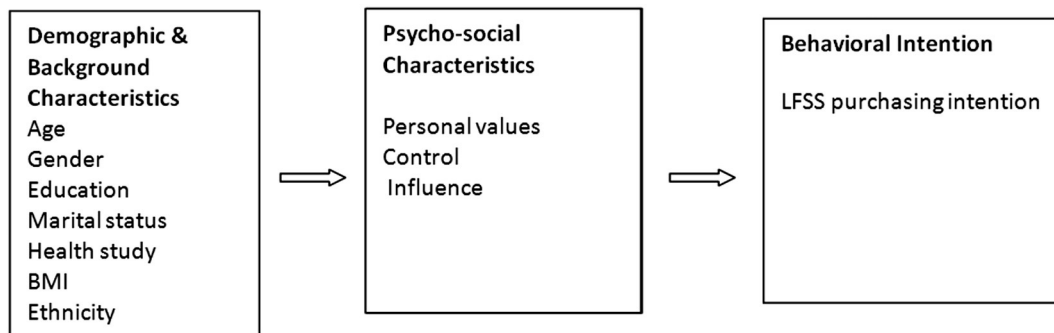 Demographic &
Background
Characteristics
Age
Gender
Education
Marital status
Health study
BMI
Ethnicity
Psycho-social
Characteristics
Personal values
Control
Influence
Behavioral Intention
LFSS purchasing intention